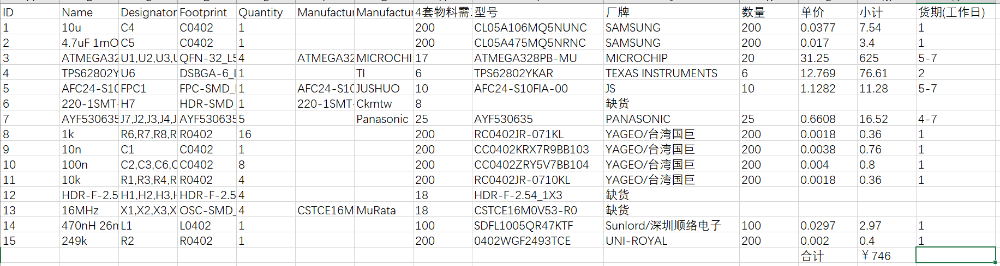 ID Name Designator Footprint Quantity Manufactur Manufactur 4套物料需 型号 厂牌 数量 单价 小计 货期(工作日)
1 10u C4 C0402 1 200 CL05A106MQ5NUNC SAMSUNG 200 0.0377 7.54 1
2 4.7uF 1mO C5 C0402 1 200 CL05A475MQ5NRNC SAMSUNG 200 0.017 3.4 1
3 ATMEGA32 U1,U2,U3,U QFN-32_L5 4 ATMEGA32 MICROCHI 17 ATMEGA328PB-MU MICROCHIP 20 31.25 625 5-7
4 TPS62802Y U6 DSBGA-6_L 1 TI 6 TPS62802YKAR TEXAS INSTRUMENTS 6 12.769 76.61 2
5 AFC24-S10 FPC1 FPC-SMD_ 1 AFC24-S10 JUSHUO 10 AFC24-S10FIA-00 JS 10 1.1282 11.28 5-7
6 220-1SMT- H7 HDR-SMD_ 1 220-1SMT- Ckmtw 8 缺货
7 AYF530635 J7,J2,J3,J4,J AYF530635 5 Panasonic 25 AYF530635 PANASONIC 25 0.6608 16.52 4-7
8 1k R6,R7,R8,R R0402 16 200 RC0402JR-071KL YAGEO/台湾国巨 200 0.0018 0.36 1
9 10n C1 C0402 1 200 CC0402KRX7R9BB103 YAGEO/台湾国巨 200 0.0038 0.76 1
10 100n C2,C3,C6,C C0402 8 200 CC0402ZRY5V7BB104 YAGEO/台湾国巨 200 0.004 0.8 1
11 10k R1,R3,R4,R R0402 4 200 RC0402JR-0710KL YAGEO/台湾国巨 200 0.0018 0.36 1
12 HDR-F-2.5 H1,H2,H3,H HDR-F-2.5 4 18 HDR-F-2.54_1X3 缺货
13 16MHz X1,X2,X3,X OSC-SMD_ 4 CSTCE16M MuRata 18 CSTCE16M0V53-R0 缺货
14 470nH 26m L1 L0402 1 100 SDFL1005QR47KTF Sunlord/深圳顺络电子 100 0.0297 2.97 1
15 249k R2 R0402 1 200 0402WGF2493TCE UNI-ROYAL 200 0.002 0.4 1
合计 ￥746